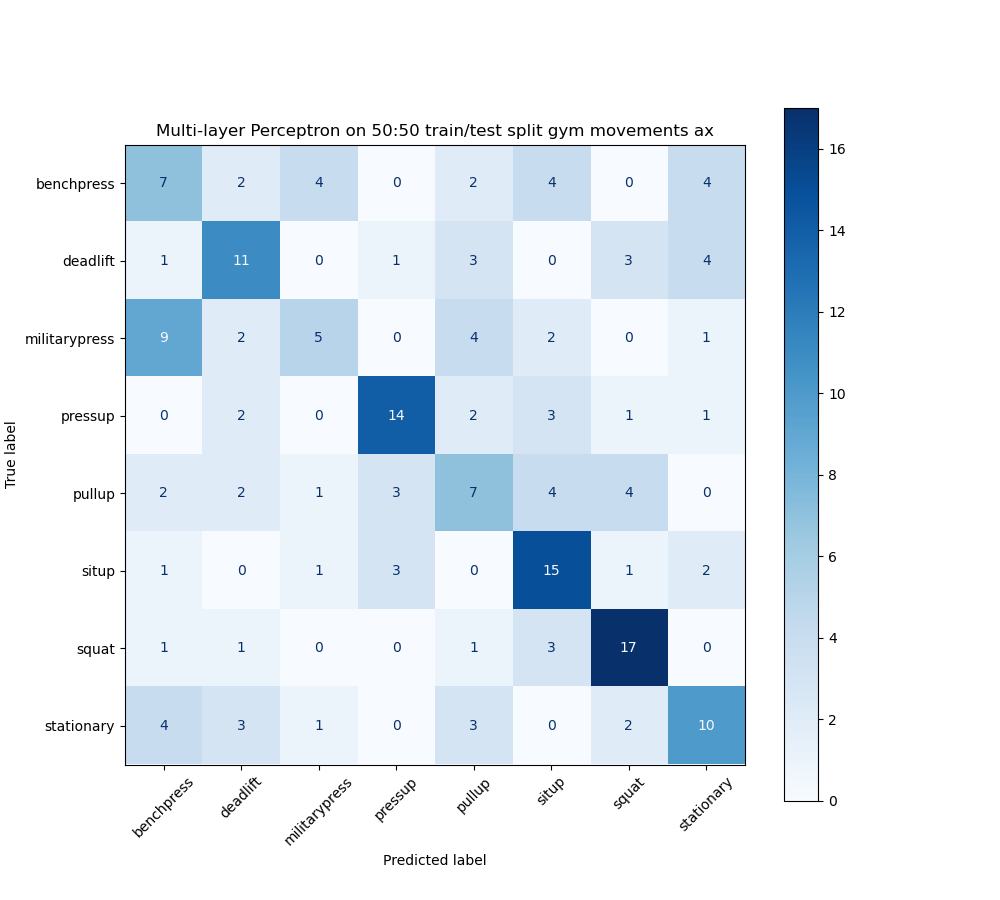 Multi-layer Perceptron on 50:50 train/test split gym movements ax
benchpress 7 2 4 0 2 4 0 4
deadlift 1 11 0 1 3 0 3 4
militarypress 9 2 5 0 4 2 0 1
pressup 0 2 0 14 2 3 1 1
pullup 2 2 1 3 7 4 4 0
situp 1 0 1 3 0 15 1 2
squat 1 1 0 0 1 3 17 0
stationary 4 3 1 0 3 0 2 10
True label
benchpress deadlift militarypress pressup pullup situp squat stationary
Predicted label
16
14
12
10
8
6
4
2
0